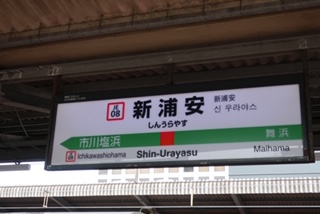 JE
08
新浦安
しんうらやす
新浦安
신우라야스
市川塩浜
舞浜
Ichikawashiohama
Shin-Urayasu
Maihama